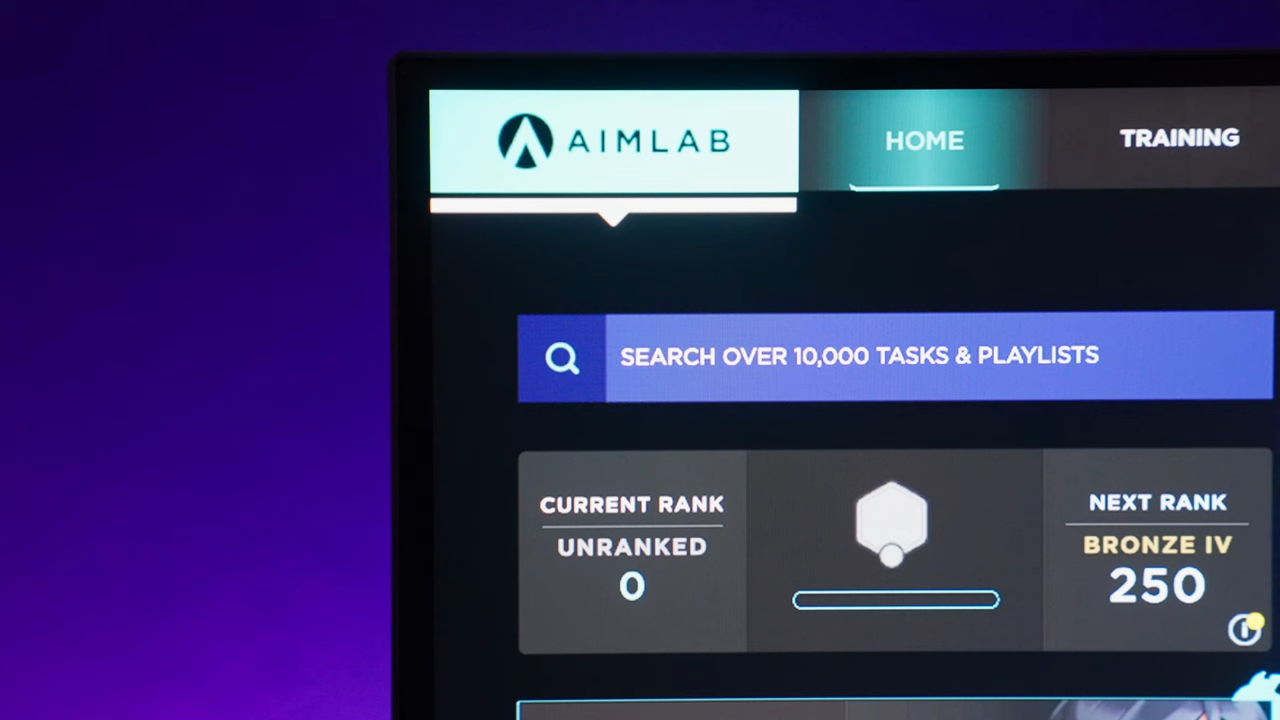 AIMLAB
HOME
TRAINING
SEARCH OVER 10,000 TASKS & PLAYLISTS
CURRENT RANK
UNRANKED
0
NEXT RANK
BRONZE IV
250